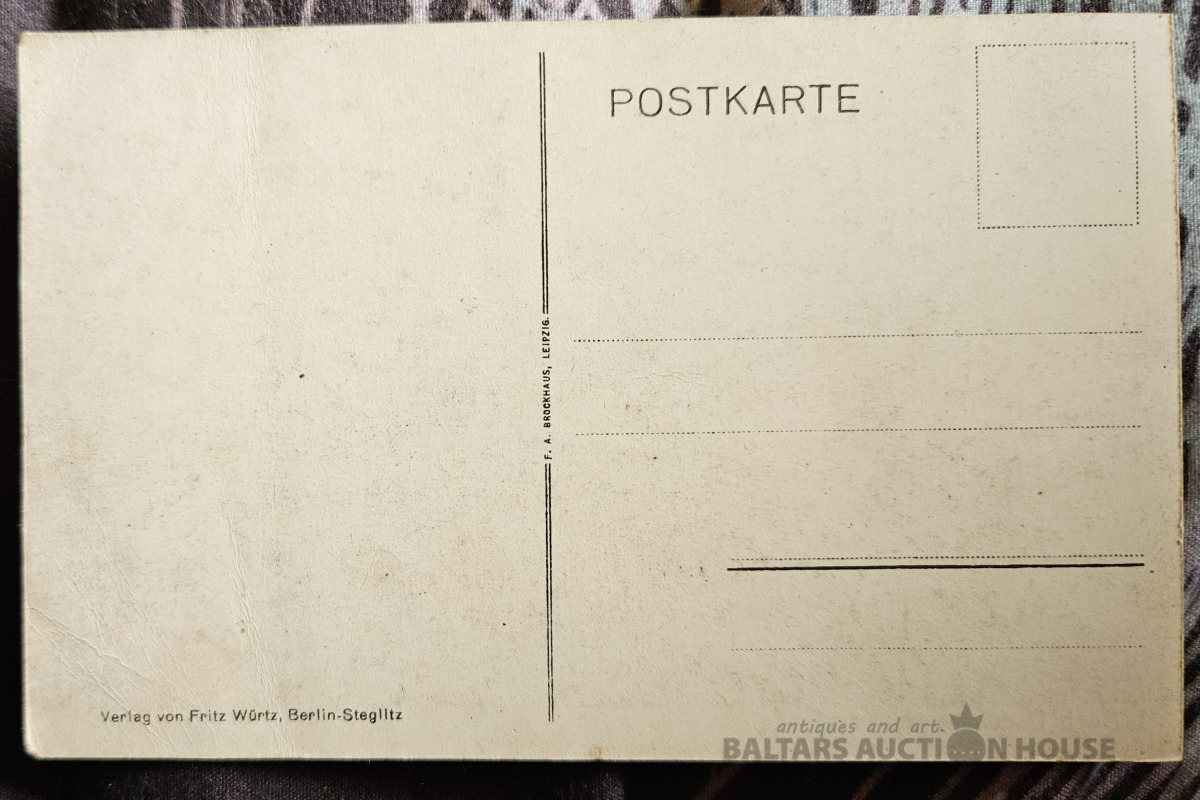 POSTKARTE
F. A. BROCKHAUS, LEIPZIG.
Verlag von Fritz Würtz, Berlin-Steglitz
antiques and art.
BALTARS AUCTION HOUSE